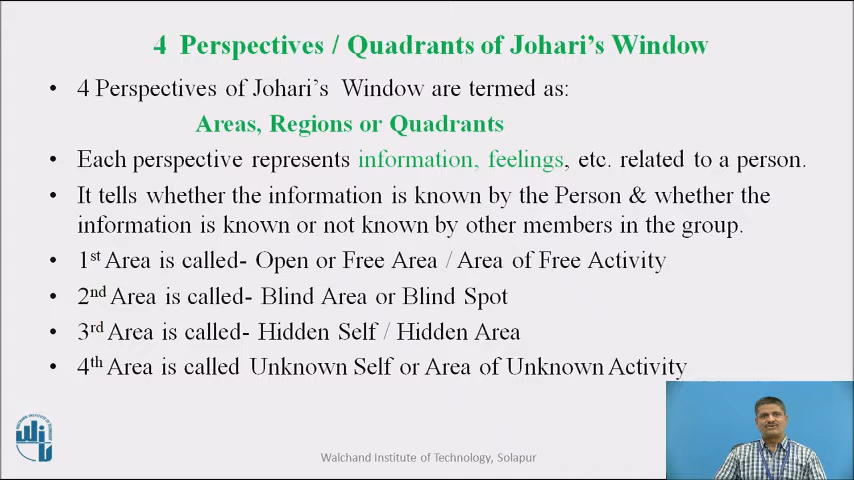 4 Perspectives / Quadrants of Johari's Window
• 4 Perspectives of Johari's Window are termed as:
Areas, Regions or Quadrants
• Each perspective represents information, feelings, etc. related to a person.
• It tells whether the information is known by the Person & whether the
information is known or not known by other members in the group.
• 1st Area is called- Open or Free Area / Area of Free Activity
• 2nd Area is called- Blind Area or Blind Spot
• 3rd Area is called- Hidden Self / Hidden Area
• 4th Area is called Unknown Self or Area of Unknown Activity
Walchand Institute of Technology, Solapur